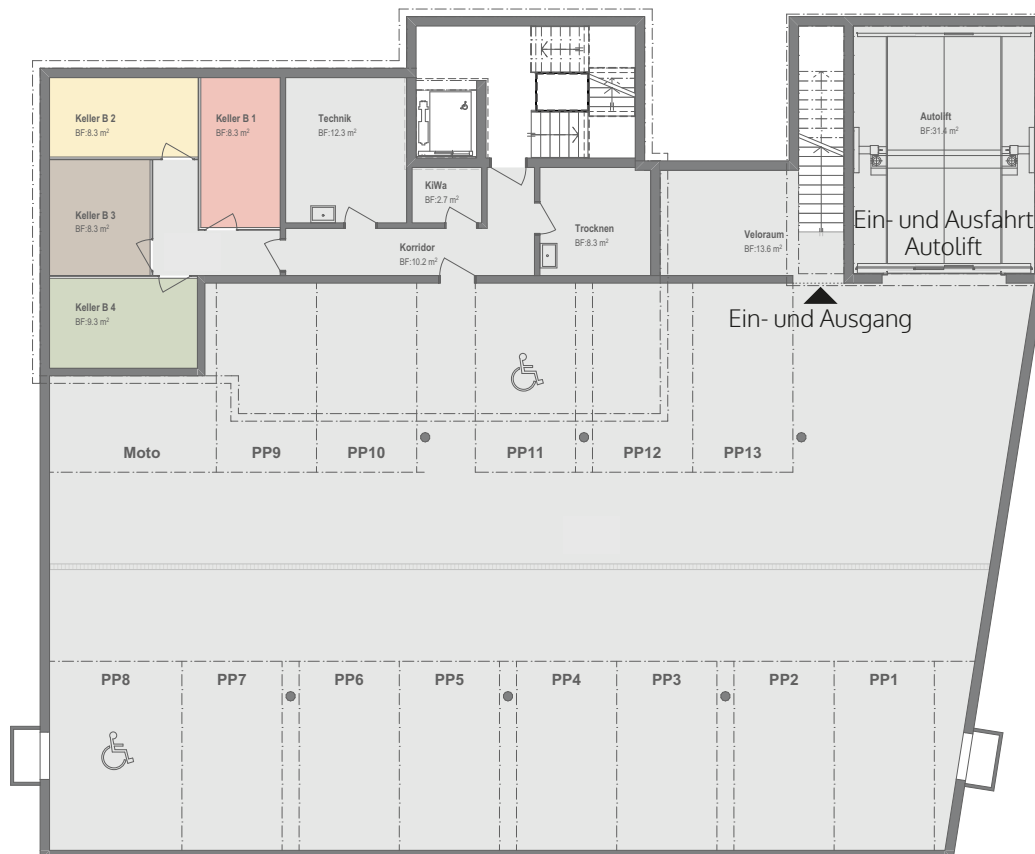 Keller B 2
BF:8.3 m²
Keller B 1
BF:8.3 m²
Technik
BF:12.3 m²
Autolift
BF:31.4 m²
KiWa
BF:2.7 m²
Keller B 3
BF:8.3 m²
Trocknen
BF:8.3 m²
Veloraum
BF:13.6 m²
Ein- und Ausfahrt
Autolift
Korridor
BF:10.2 m²
Keller B 4
BF:9.3 m²
Ein- und Ausgang
Moto
PP9
PP10
PP11
PP12
PP13
PP8
PP7
PP6
PP5
PP4
PP3
PP2
PP1